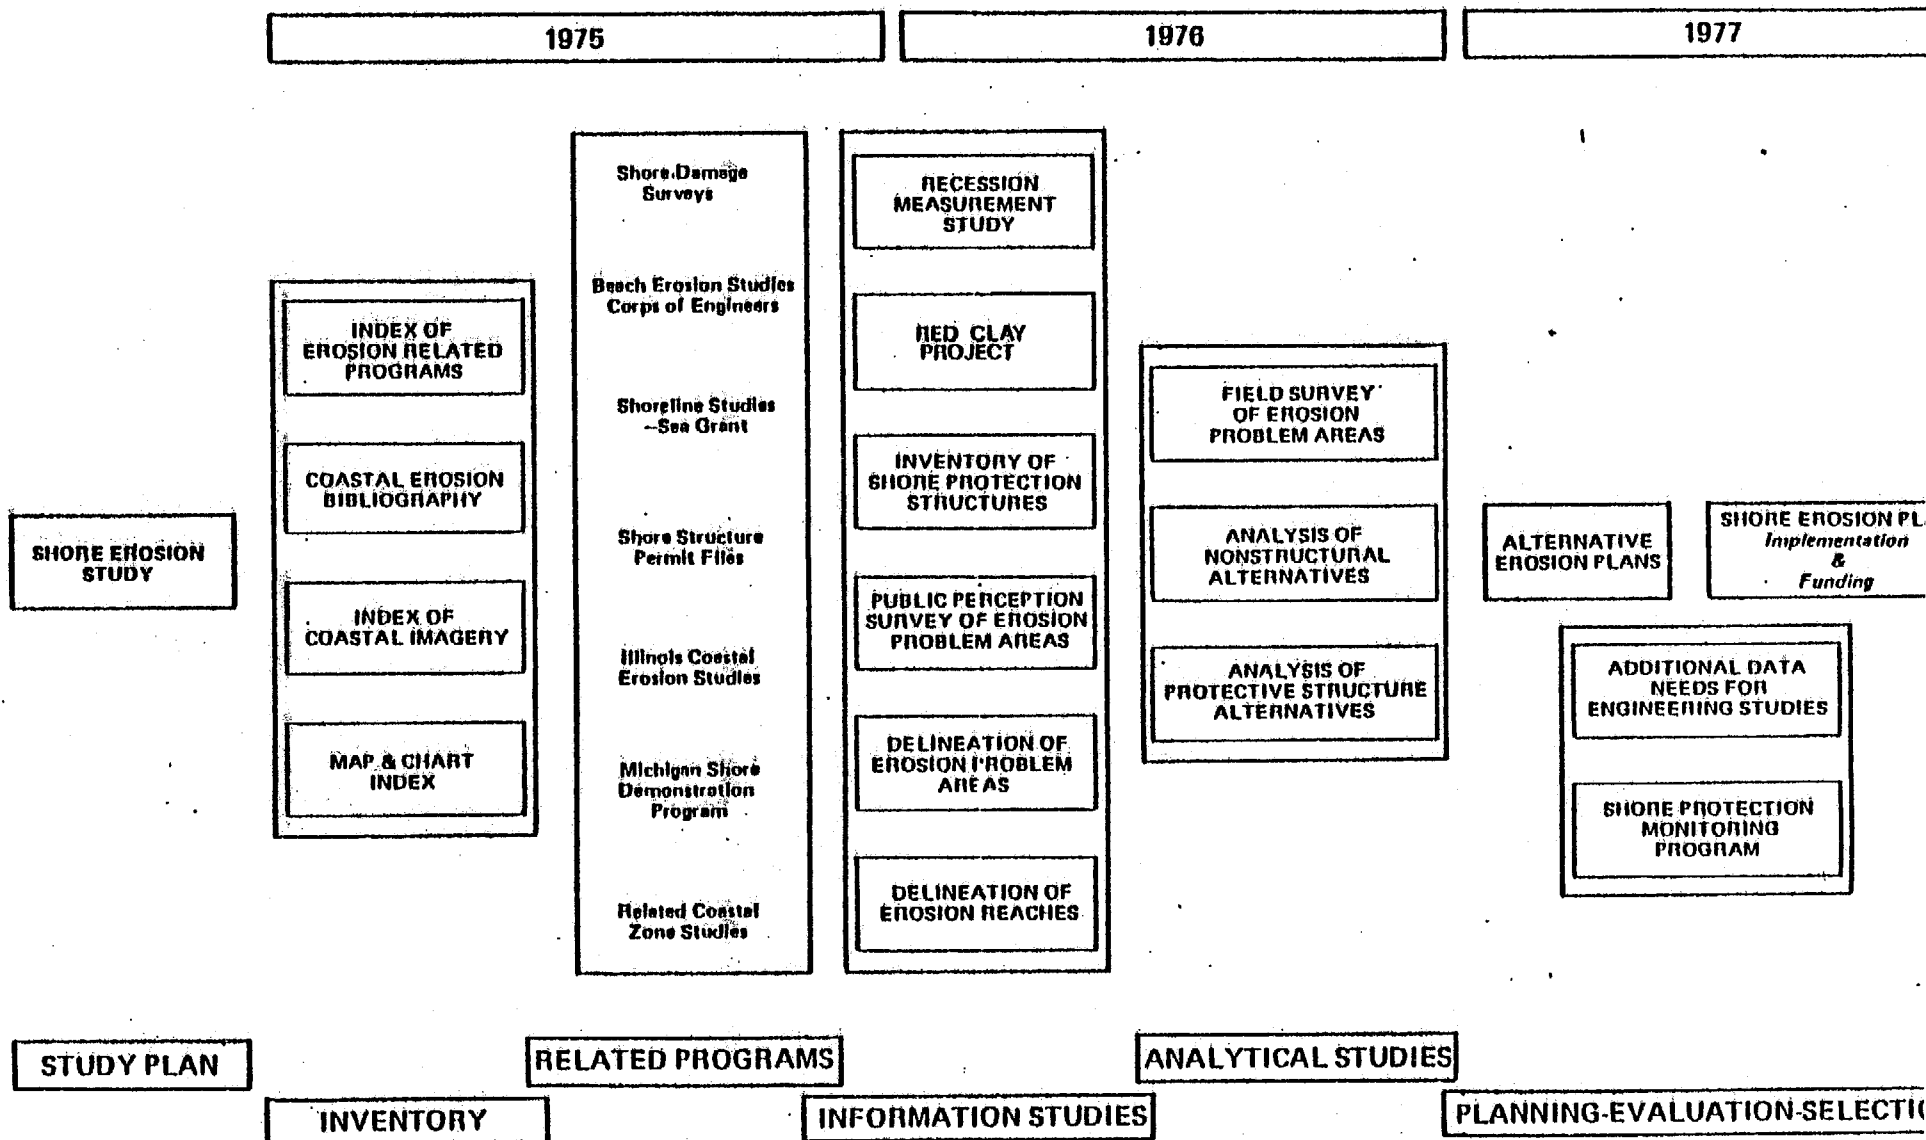 1975
1976
1977
SHORE EROSION
STUDY
INDEX OF
EROSION RELATED
PROGRAMS
COASTAL EROSION
BIBLIOGRAPHY
INDEX OF
COASTAL IMAGERY
MAP & CHART
INDEX
Shore Damage
Surveys
Beach Erosion Studies
Corps of Engineers
Shoreline Studies
—Sea Grant
Shore Structure
Permit Files
Illinois Coastal
Erosion Studies
Michigan Shore
Demonstration
Program
Related Coastal
Zone Studies
RECESSION
MEASUREMENT
STUDY
RED CLAY
PROJECT
INVENTORY OF
SHORE PROTECTION
STRUCTURES
PUBLIC PERCEPTION
SURVEY OF EROSION
PROBLEM AREAS
DELINEATION OF
EROSION PROBLEM
AREAS
DELINEATION OF
EROSION REACHES
FIELD SURVEY
OF EROSION
PROBLEM AREAS
ANALYSIS OF
NONSTRUCTURAL
ALTERNATIVES
ANALYSIS OF
PROTECTIVE STRUCTURE
ALTERNATIVES
ALTERNATIVE
EROSION PLANS
SHORE EROSION PL
Implementation
&
Funding
ADDITIONAL DATA
NEEDS FOR
ENGINEERING STUDIES
SHORE PROTECTION
MONITORING
PROGRAM
STUDY PLAN
INVENTORY
RELATED PROGRAMS
INFORMATION STUDIES
ANALYTICAL STUDIES
PLANNING-EVALUATION-SELECTIO